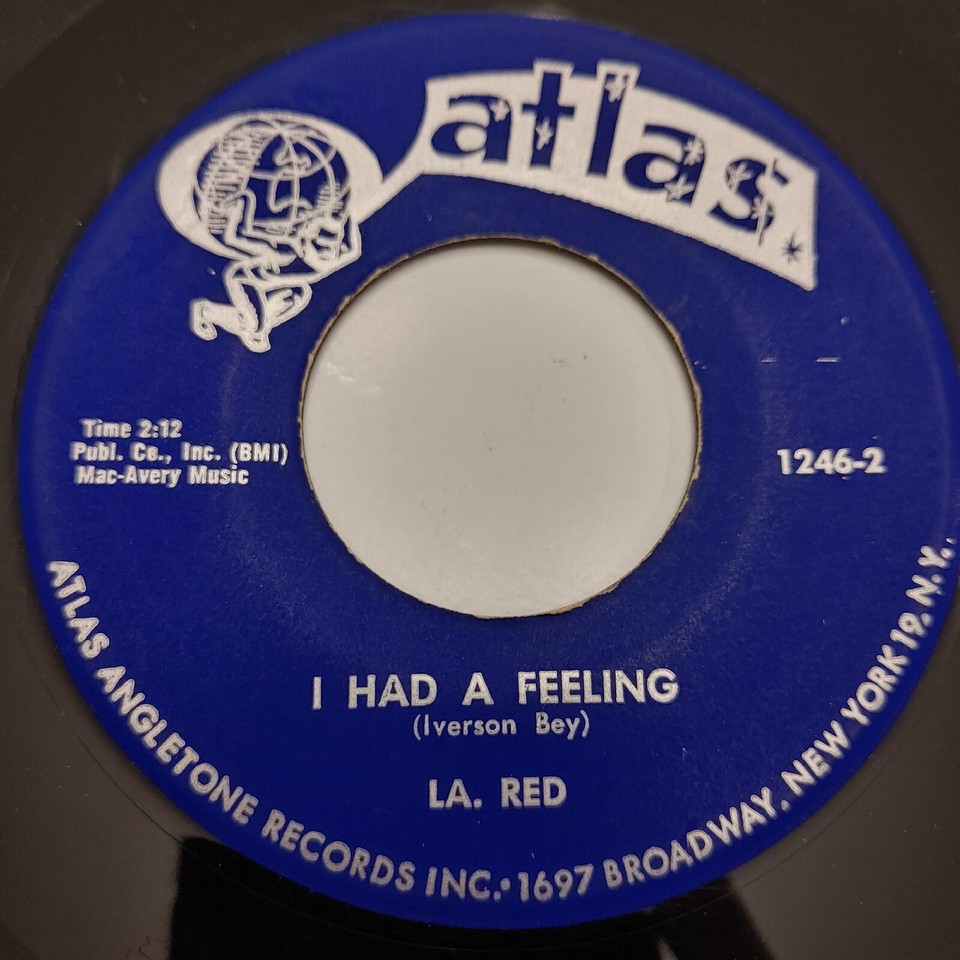 atlas
Time 2:12
Publ. Co., Inc. (BMI)
Mac-Avery Music
1246-2
I HAD A FEELING
(Iverson Bey)
LA. RED
ATLAS ANGLETONE RECORDS INC.•1697 BROADWAY, NEW YORK 19, N.Y.